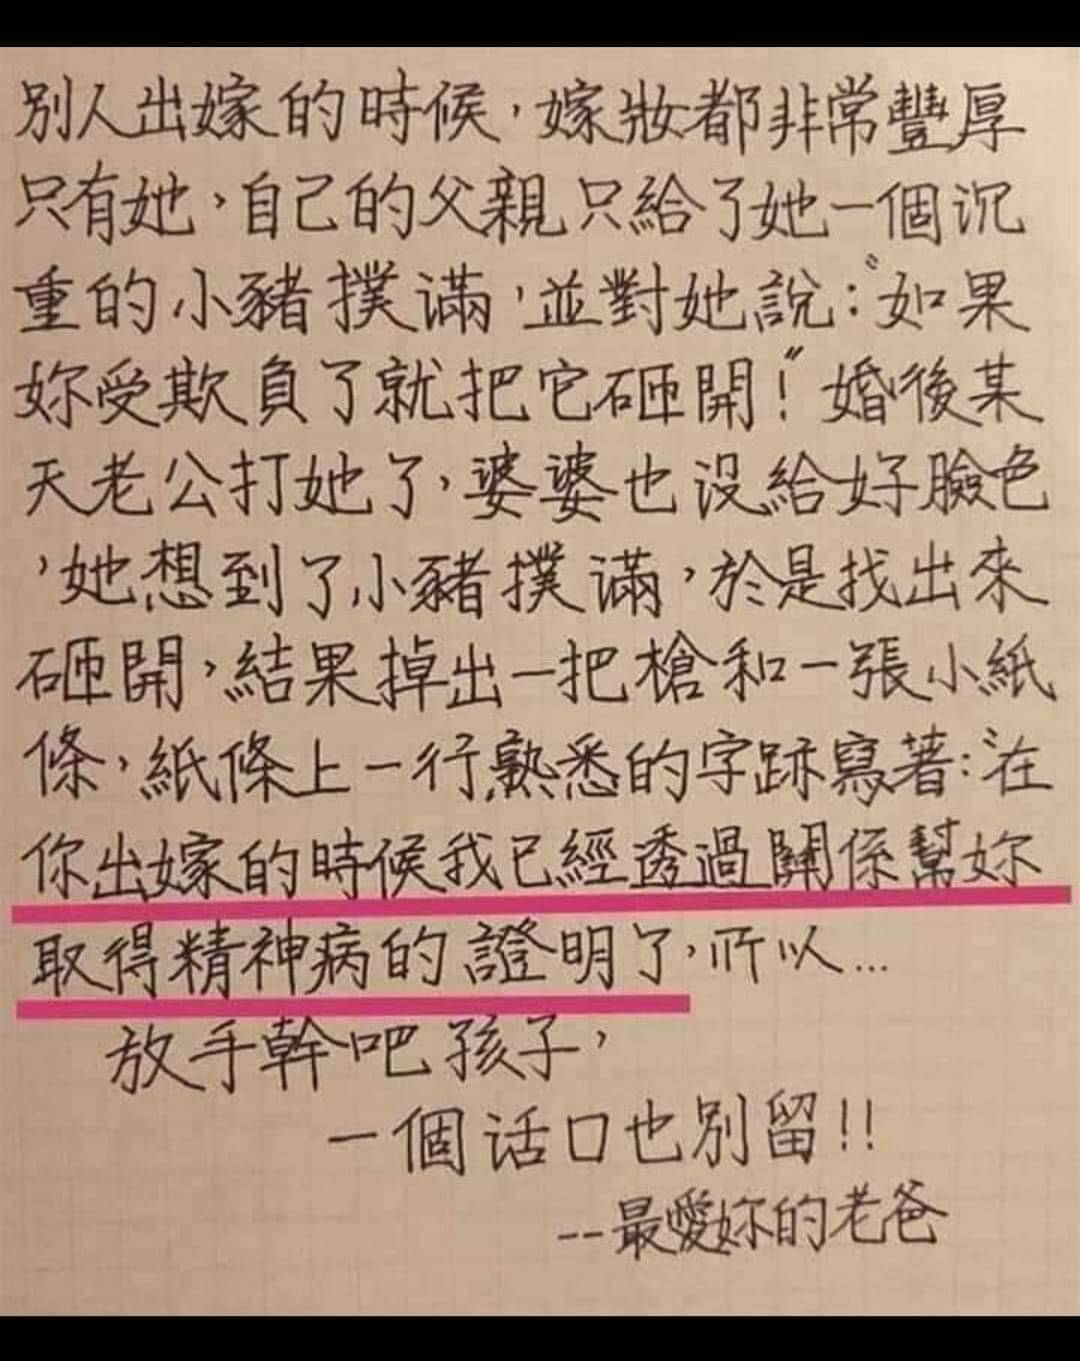 別人出嫁的時候，嫁妝都非常豐厚
只有她，自己的父親只給了她一個沉
重的小豬撲滿，並對她說：〝如果
妳受欺負了就把它砸開！〞婚後某
天老公打她了，婆婆也没給好臉色
，她想到了小豬撲滿，於是找出來
砸開，結果掉出一把槍和一張小紙
條，紙條上一行熟悉的字跡寫著：〝在
你出嫁的時候我已經透過關係幫妳
取得精神病的證明了，所以...
放手幹吧孩子，
一個活口也別留!!
--最愛妳的老爸